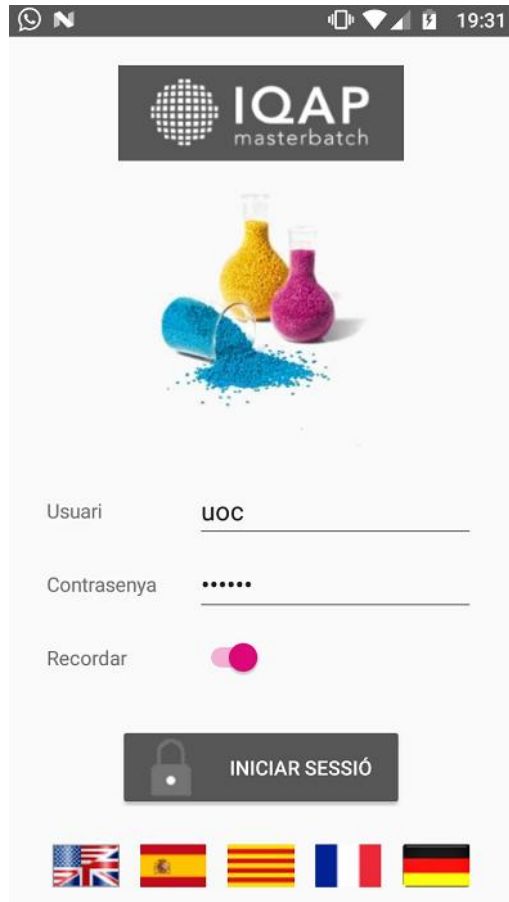 19:31
IQAP
masterbatch
Usuari
uoc
Contrasenya
••••••
Recordar
INICIAR SESSIÓ